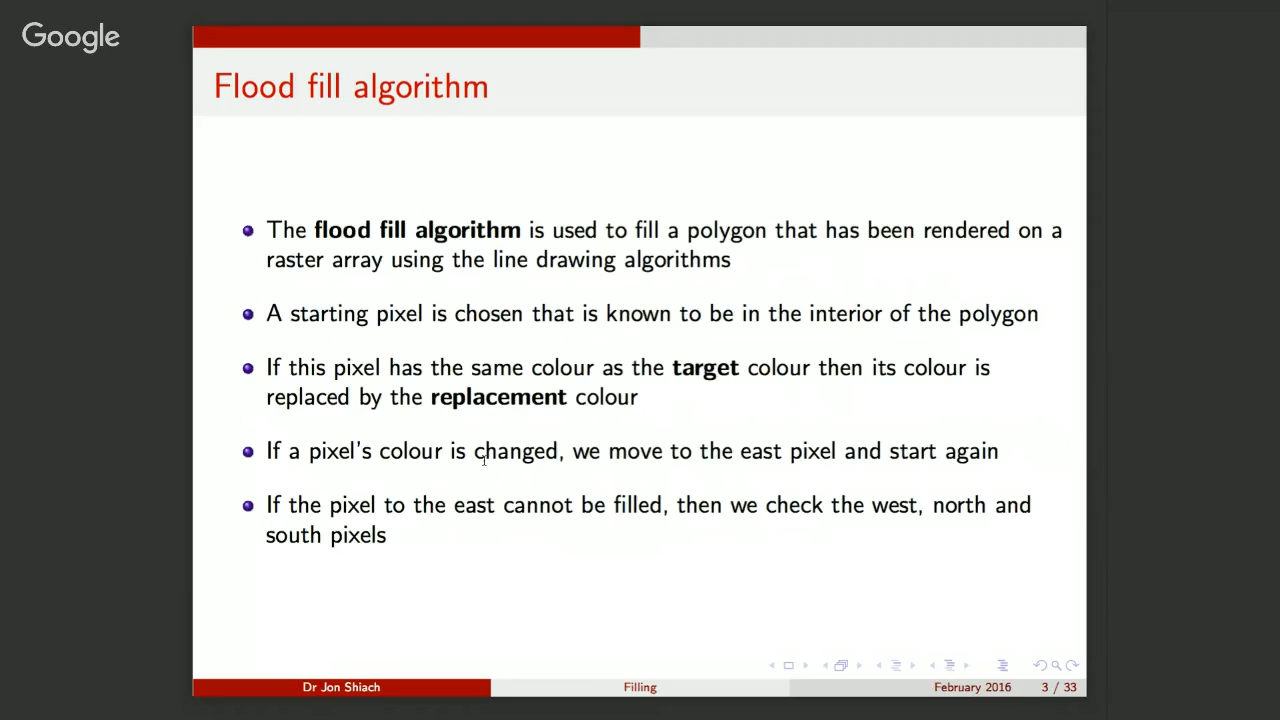 Google
Flood fill algorithm
The flood fill algorithm is used to fill a polygon that has been rendered on a
raster array using the line drawing algorithms
A starting pixel is chosen that is known to be in the interior of the polygon
If this pixel has the same colour as the target colour then its colour is
replaced by the replacement colour
If a pixel's colour is changed, we move to the east pixel and start again
If the pixel to the east cannot be filled, then we check the west, north and
south pixels
Dr Jon Shiach Filling February 2016 3 / 33